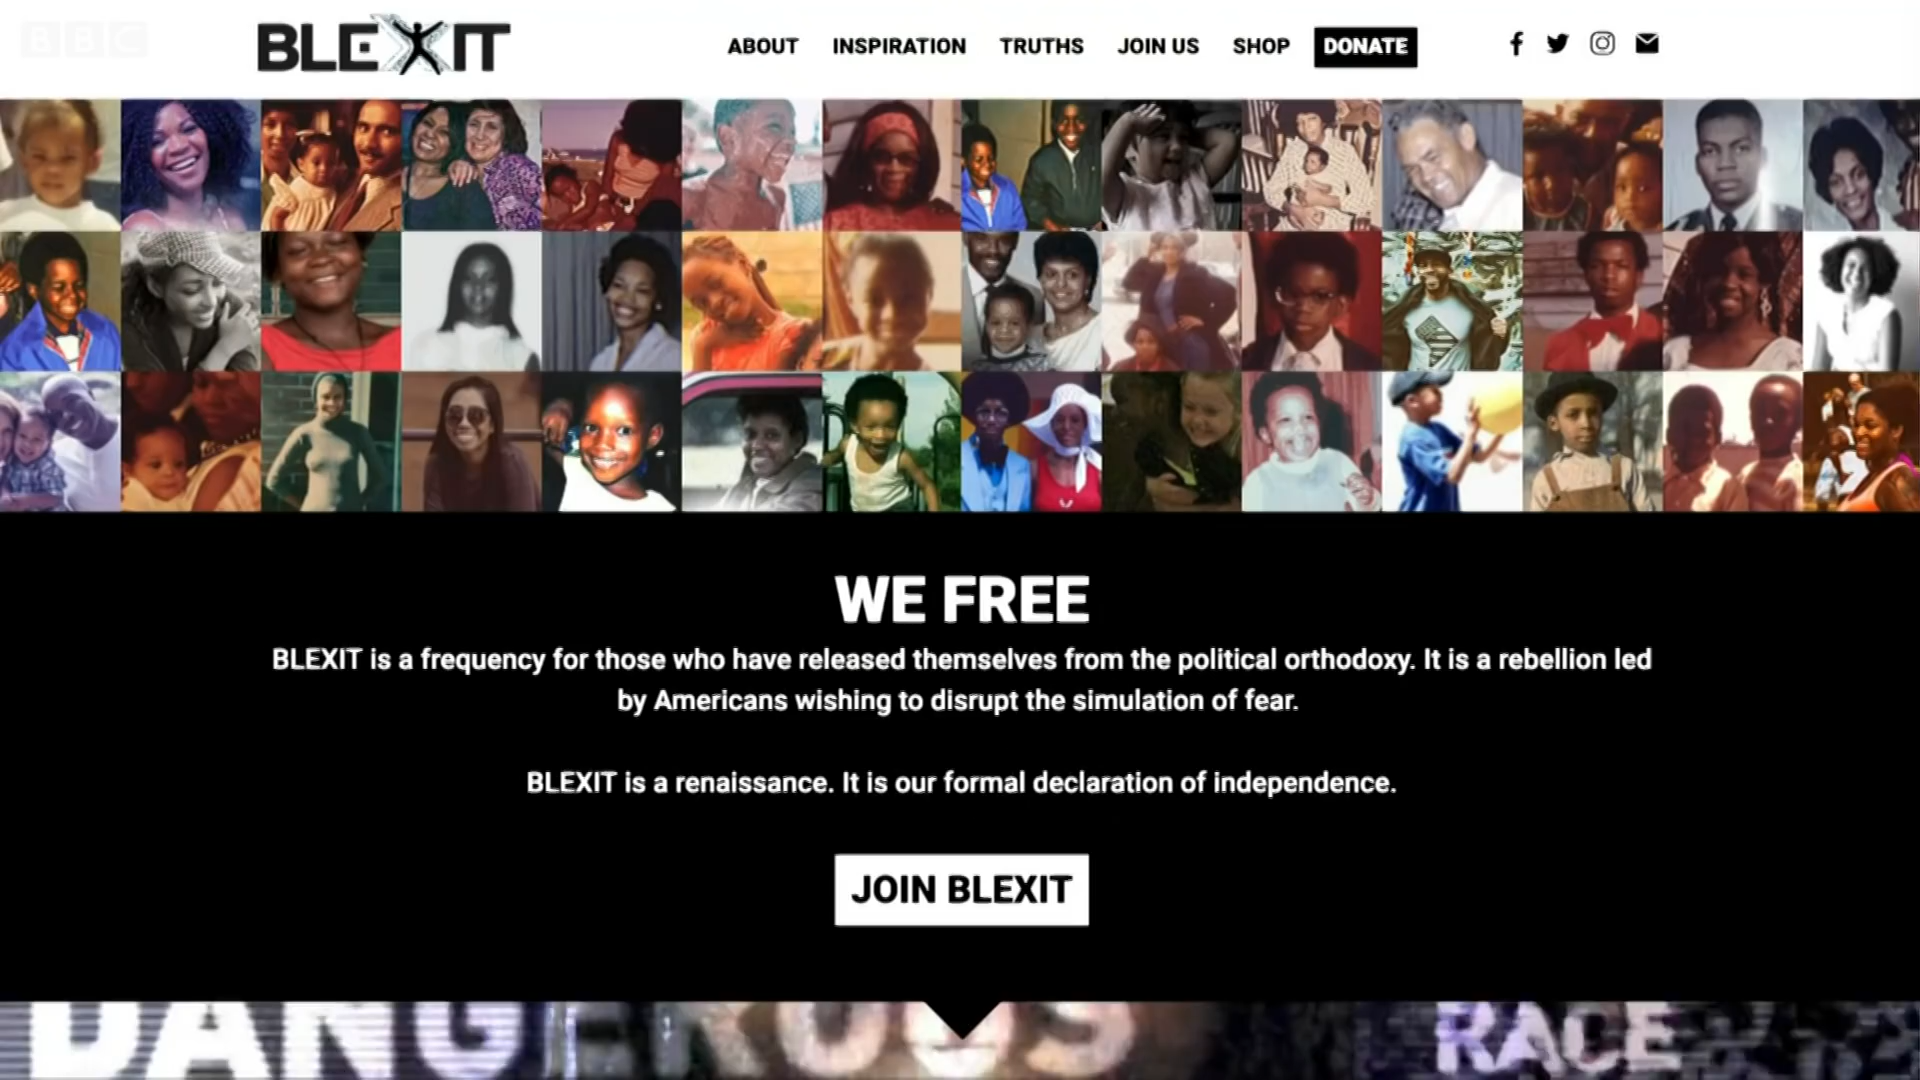 BBC
BLEXIT
ABOUT INSPIRATION TRUTHS JOIN US SHOP DONATE
WE FREE
BLEXIT is a frequency for those who have released themselves from the political orthodoxy. It is a rebellion led
by Americans wishing to disrupt the simulation of fear.
BLEXIT is a renaissance. It is our formal declaration of independence.
JOIN BLEXIT
DANGEROUS RACE